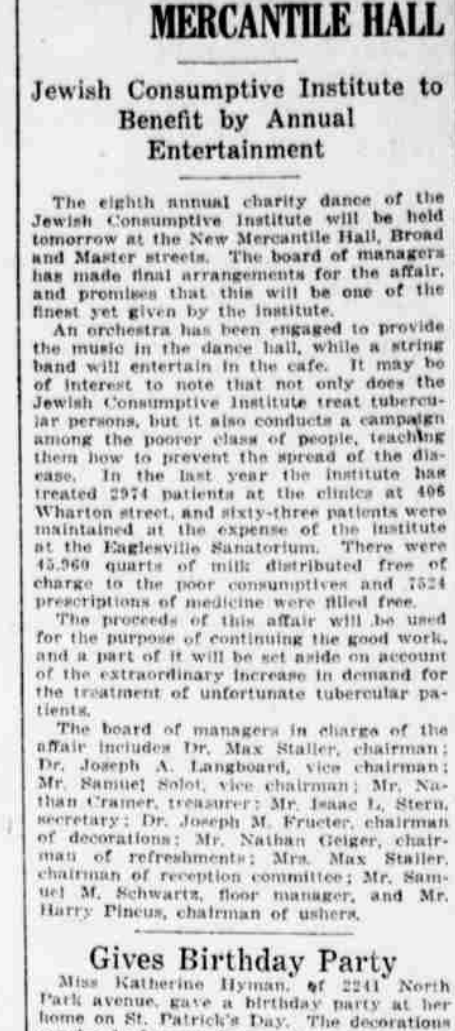 MERCANTILE HALL
Jewish Consumptive Institute to
Benefit by Annual
Entertainment
The eighth annual charity dance of the
Jewish Consumptive Institute will be held
tomorrow at the New Mercantile Hall, Broad
and Master streets. The board of managers
has made final arrangements for the affair,
and promises that this will be one of the
finest yet given by the institute.
An orchestra has been engaged to provide
the music in the dance hall, while a string
band will entertain in the cafe. It may be
of interest to note that not only does the
Jewish Consumptive Institute treat tubercu-
lar persons, but it also conducts a campaign
among the poorer class of people, teaching
them how to prevent the spread of the dis-
ease. In the last year the institute has
treated 2974 patients at the clinics at 406
Wharton street, and sixty-three patients were
maintained at the expense of the institute
at the Eaglesville Sanatorium. There were
45,960 quarts of milk distributed free of
charge to the poor consumptives and 7524
prescriptions of medicine were filled free.
The proceeds of this affair will be used
for the purpose of continuing the good work,
and a part of it will be set aside on account
of the extraordinary increase in demand for
the treatment of unfortunate tubercular pa-
tients.
The board of managers in charge of the
affair includes Dr. Max Staller, chairman;
Dr. Joseph A. Langboard, vice chairman;
Mr. Samuel Solot, vice chairman; Mr. Na-
than Cramer, treasurer; Mr. Isaac L. Stern,
secretary; Dr. Joseph M. Fructer, chairman
of decorations; Mr. Nathan Geiger, chair-
man of refreshments; Mrs. Max Staller,
chairman of reception committee; Mr. Sam-
uel M. Schwartz, floor manager, and Mr.
Harry Pincus, chairman of ushers.
Gives Birthday Party
Miss Katherine Hyman, of 2241 North
Park avenue, gave a birthday party at her
home on St. Patrick's Day. The decorations